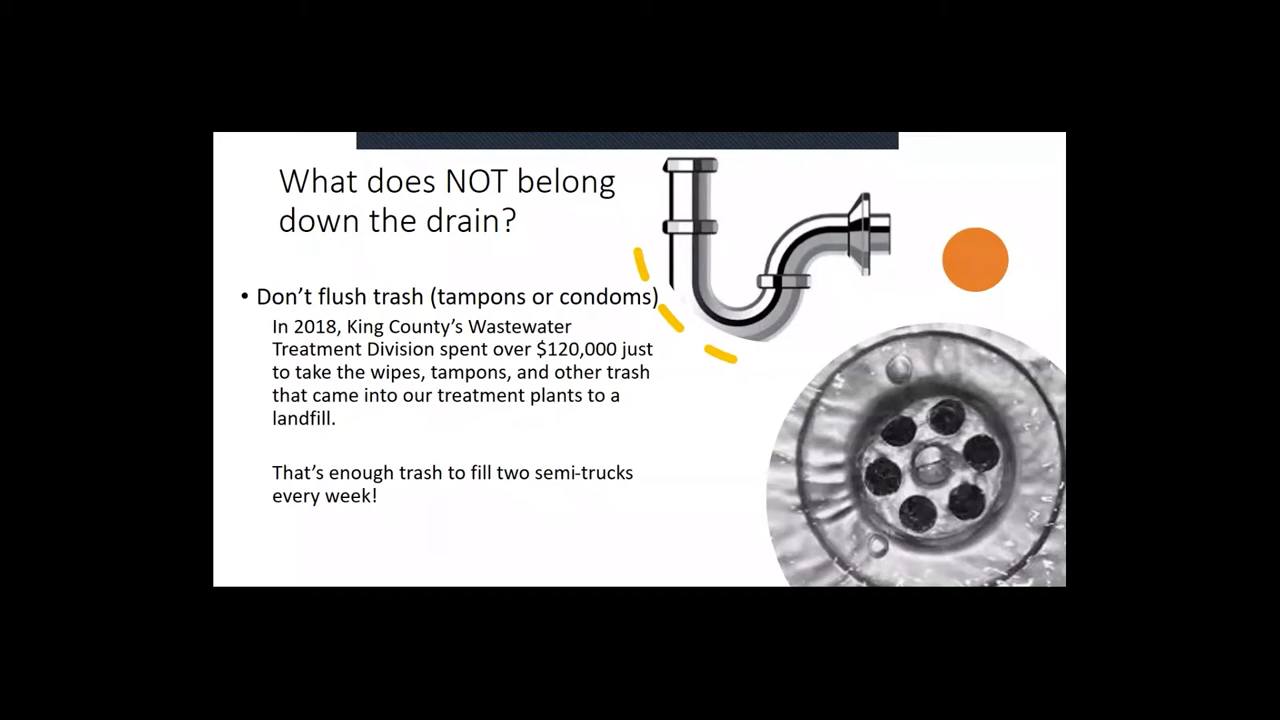 What does NOT belong
down the drain?
• Don’t flush trash (tampons or condoms)
In 2018, King County’s Wastewater
Treatment Division spent over $120,000 just
to take the wipes, tampons, and other trash
that came into our treatment plants to a
landfill.
That’s enough trash to fill two semi-trucks
every week!